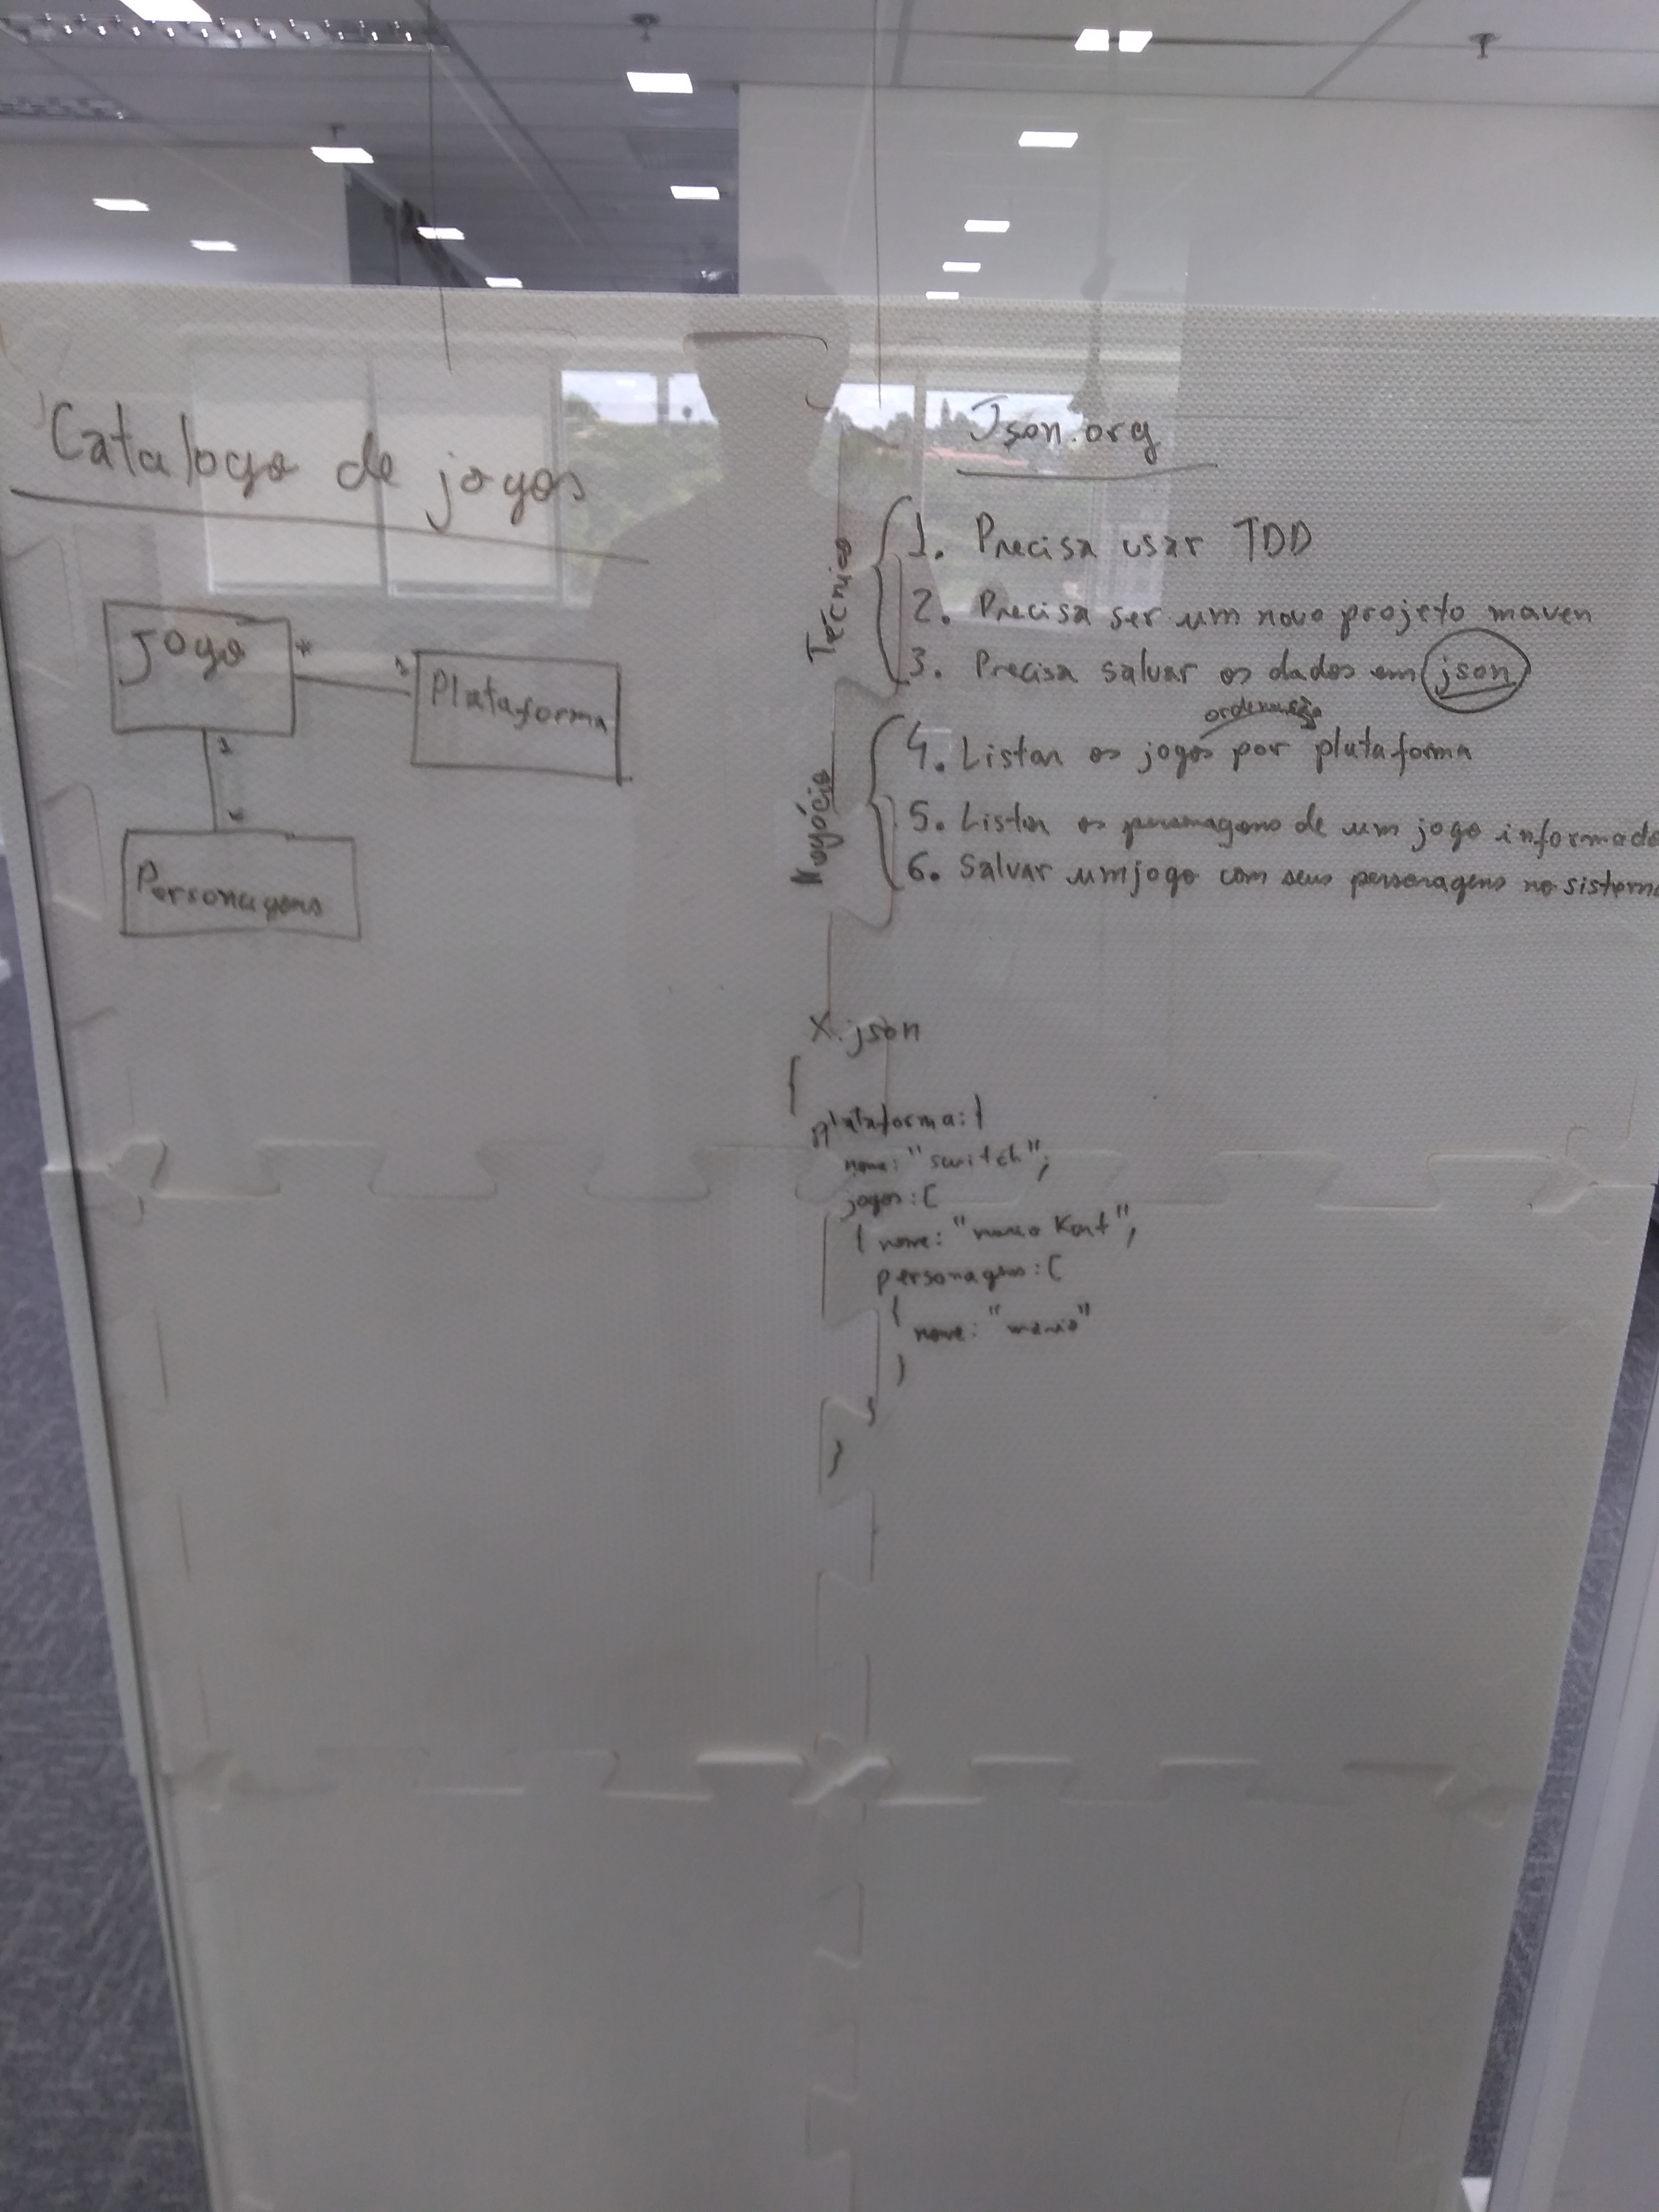 Catalogo de jogos
Jogo
*
1
Plataforma
1
*
Personagens
Json.org
Técnico
1. Precisa usar TDD
2. Precisa ser um novo projeto maven
3. Precisa salvar os dados em json
ordenação
Negócio
4. Listar os jogos por plataforma
5. Listar os personagens de um jogo informado
6. Salvar um jogo com seus personagens no sistema
X.json
{
plataforma: {
nome: "switch";
jogos: [
{ nome: "mario Kart",
personagens: [
{
nome: "mario"
}
}